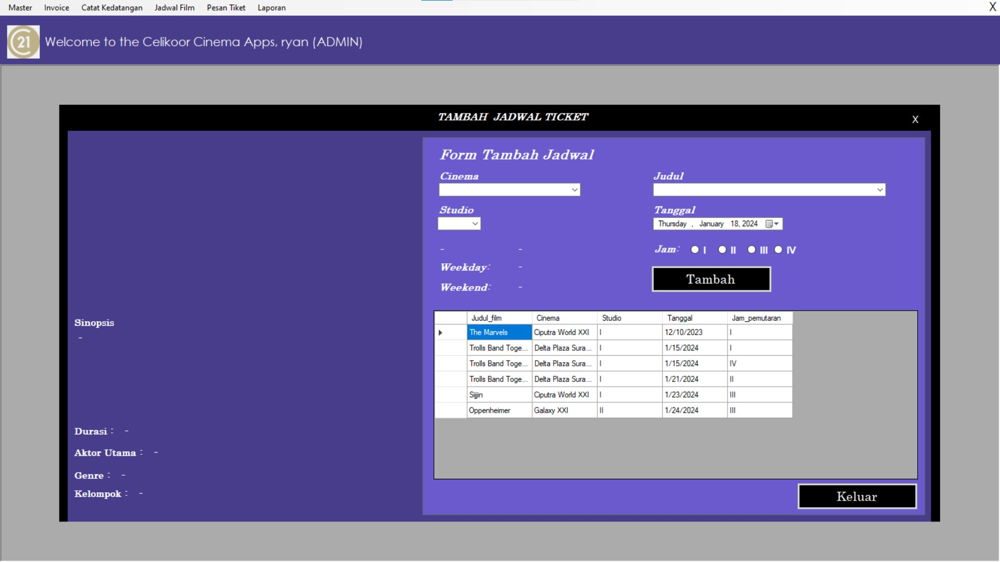 Master Invoice Catat Kedatangan Jadwal Film Pesan Tiket Laporan X
21 Welcome to the Celikoor Cinema Apps, ryan (ADMIN)
TAMBAH JADWAL TICKET X
Form Tambah Jadwal
Cinema Judul
Studio Tanggal
Thursday , January 18, 2024
- - Jam: I II III IV
Weekday: -
Tambah
Weekend: -
Judul_film Cinema Studio Tanggal Jam_pemutaran
The Marvels Ciputra World XXI I 12/10/2023 I
Trolls Band Toge... Delta Plaza Sura... I 1/15/2024 I
Trolls Band Toge... Delta Plaza Sura... I 1/15/2024 IV
Trolls Band Toge... Delta Plaza Sura... I 1/21/2024 II
Sijjin Ciputra World XXI I 1/23/2024 III
Oppenheimer Galaxy XXI II 1/24/2024 III
Keluar
Sinopsis
-
Durasi : -
Aktor Utama : -
Genre : -
Kelompok : -